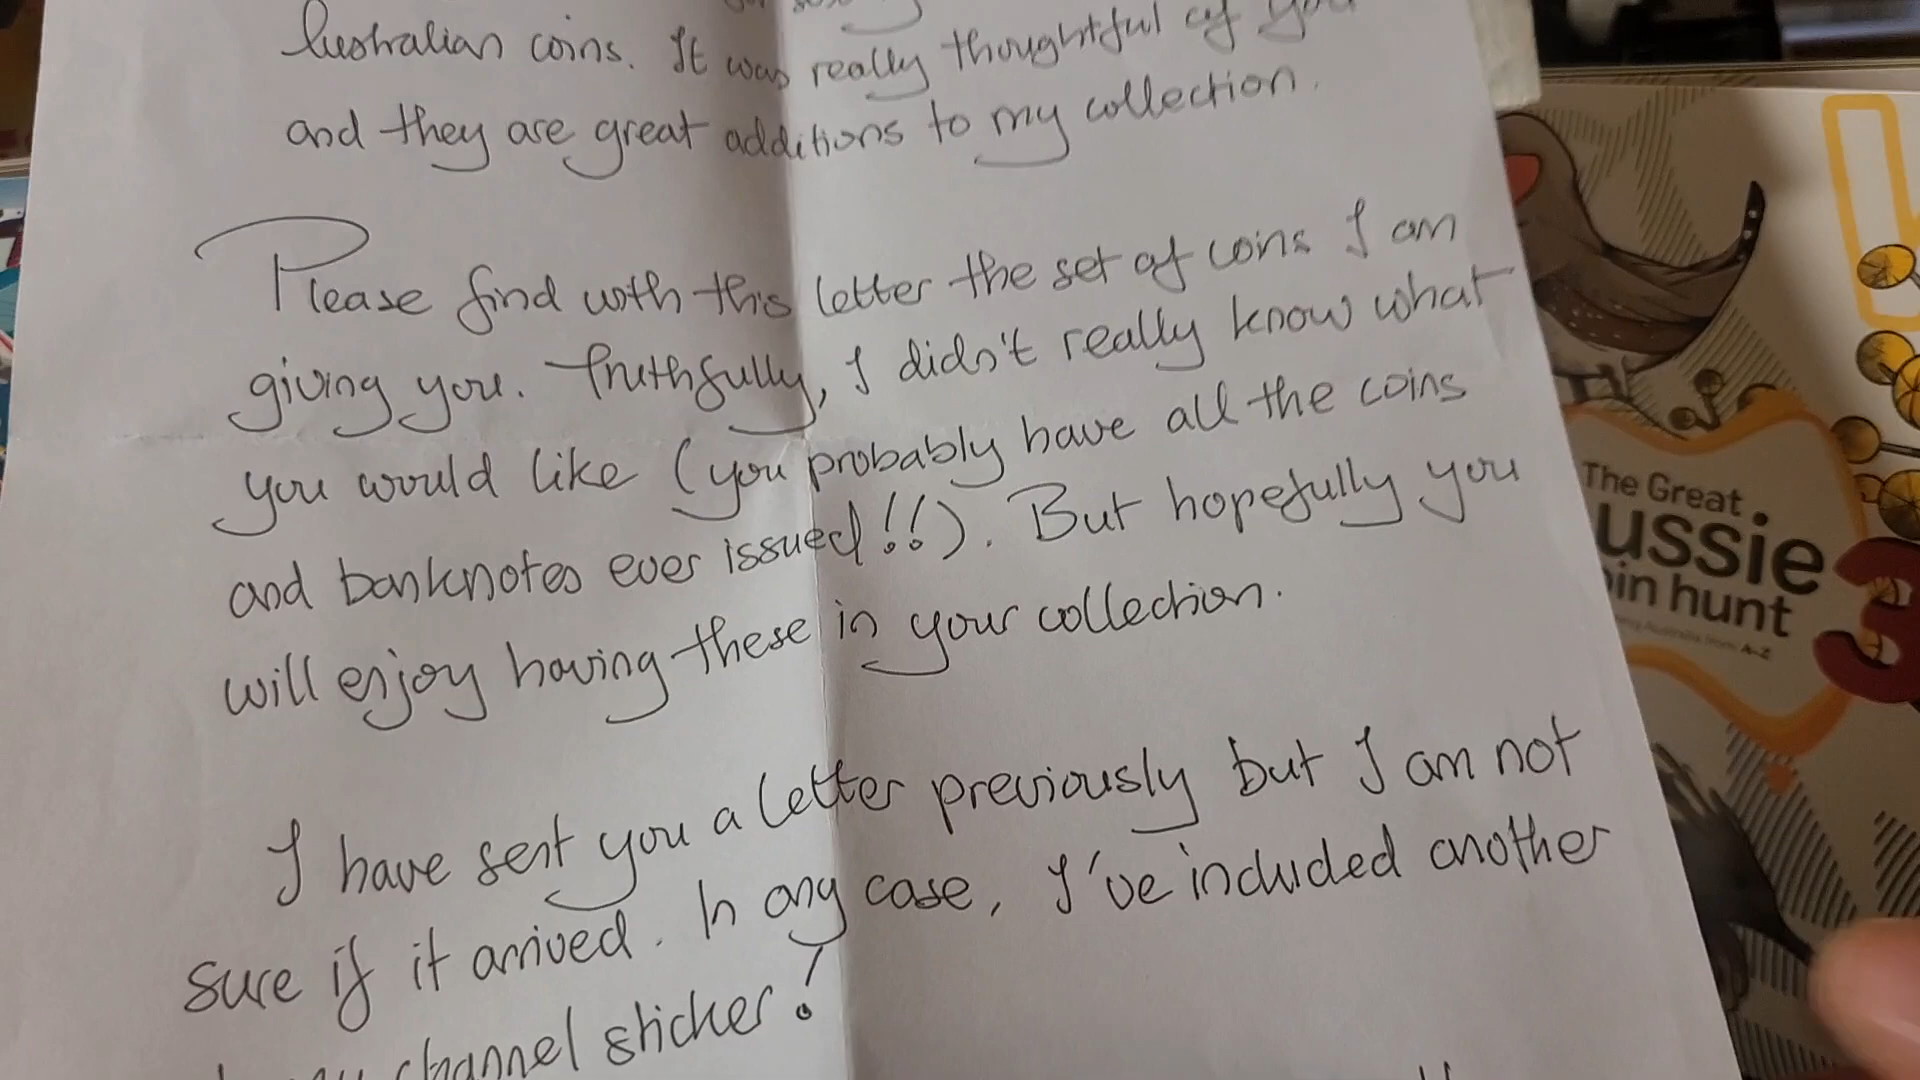 Australian coins. It was really thoughtful of you
and they are great additions to my collection.
Please find with this letter the set of coins I am
giving you. Truthfully, I didn't really know what
you would like (you probably have all the coins
and banknotes ever issued!!). But hopefully you
will enjoy having these in your collection.
I have sent you a letter previously but I am not
sure if it arrived. In any case, I've included another
channel sticker!
The Great
ussie
in hunt
3
A-Z